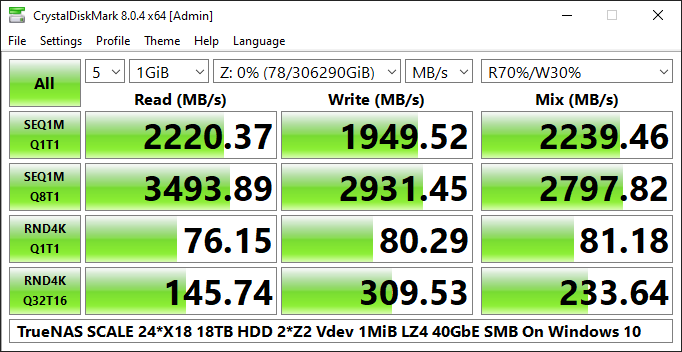 CrystalDiskMark 8.0.4 x64 [Admin]
File Settings Profile Theme Help Language
All 5 1GiB Z: 0% (78/306290GiB) MB/s R70%/W30%
Read (MB/s) Write (MB/s) Mix (MB/s)
SEQ1M
Q1T1
2220.37 1949.52 2239.46
SEQ1M
Q8T1
3493.89 2931.45 2797.82
RND4K
Q1T1
76.15 80.29 81.18
RND4K
Q32T16
145.74 309.53 233.64
TrueNAS SCALE 24*X18 18TB HDD 2*Z2 Vdev 1MiB LZ4 40GbE SMB On Windows 10